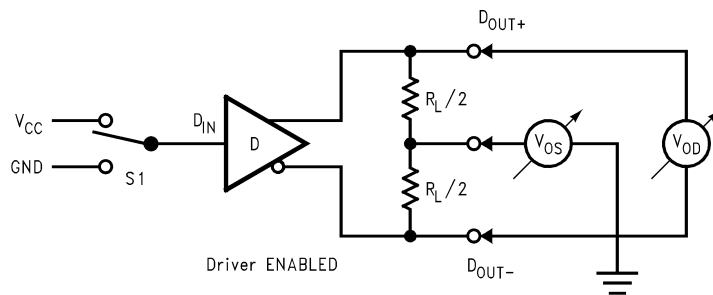 DOUT+
VCC
DIN
RL/2
GND
D
VOS
VOD
S1
RL/2
Driver ENABLED
DOUT−